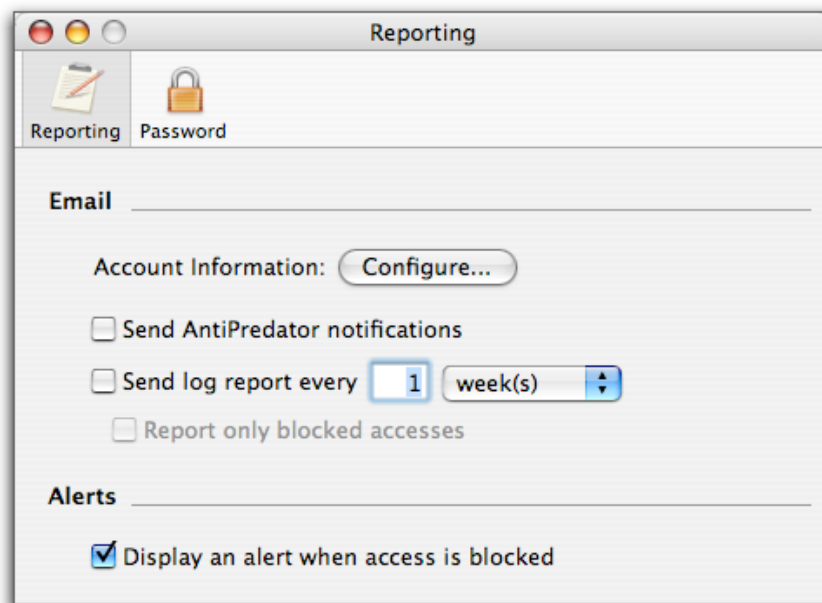 Reporting
Reporting Password
Email
Account Information: Configure...
Send AntiPredator notifications
Send log report every 1 week(s)
Report only blocked accesses
Alerts
Display an alert when access is blocked